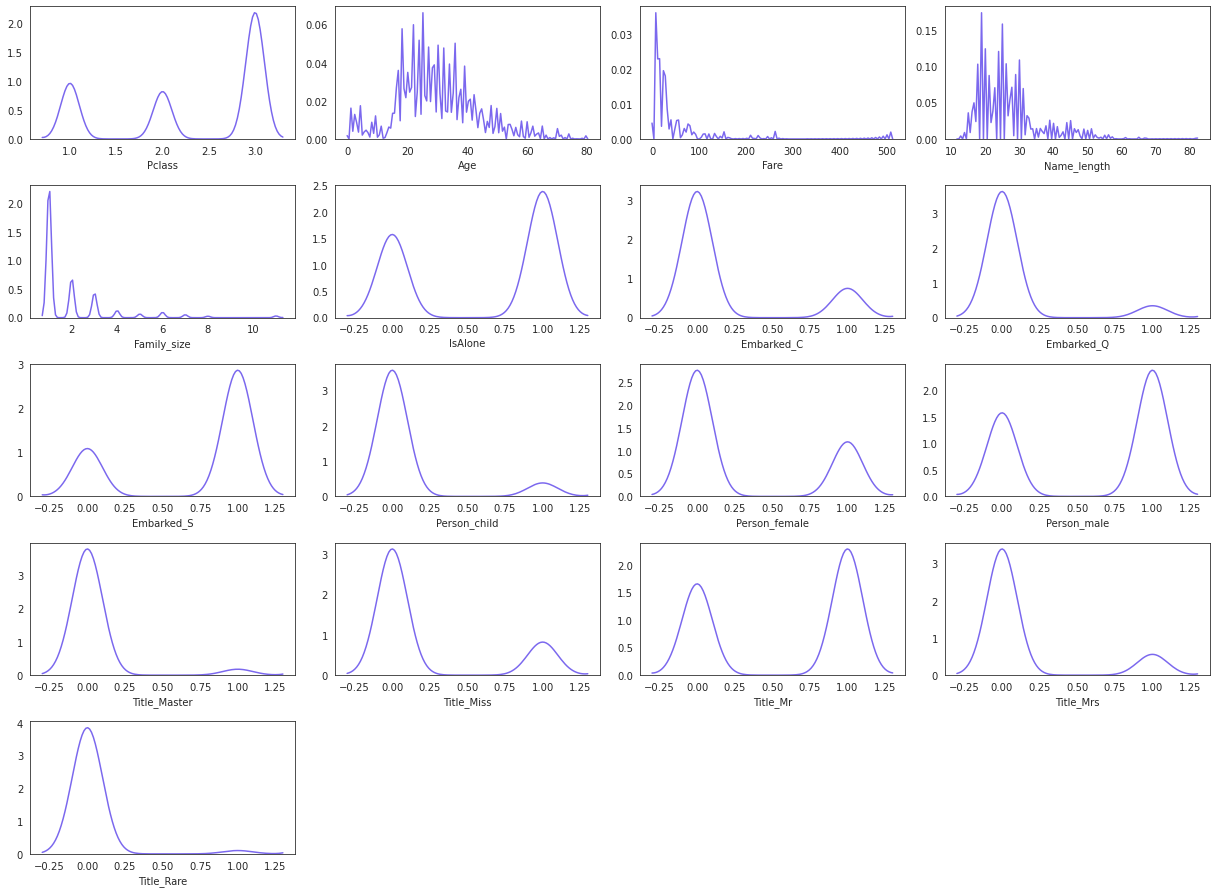 2.0
1.5
1.0
0.5
0.0
1.0 1.5 2.0 2.5 3.0
Pclass
0.06
0.04
0.02
0.00
0 20 40 60 80
Age
0.03
0.02
0.01
0.00
0 100 200 300 400 500
Fare
0.15
0.10
0.05
0.00
10 20 30 40 50 60 70 80
Name_length
2.0
1.5
1.0
0.5
0.0
2 4 6 8 10
Family_size
2.5
2.0
1.5
1.0
0.5
0.0
−0.25 0.00 0.25 0.50 0.75 1.00 1.25
IsAlone
3
2
1
0
−0.25 0.00 0.25 0.50 0.75 1.00 1.25
Embarked_C
3
2
1
0
−0.25 0.00 0.25 0.50 0.75 1.00 1.25
Embarked_Q
3
2
1
0
−0.25 0.00 0.25 0.50 0.75 1.00 1.25
Embarked_S
3
2
1
0
−0.25 0.00 0.25 0.50 0.75 1.00 1.25
Person_child
2.5
2.0
1.5
1.0
0.5
0.0
−0.25 0.00 0.25 0.50 0.75 1.00 1.25
Person_female
2.0
1.5
1.0
0.5
0.0
−0.25 0.00 0.25 0.50 0.75 1.00 1.25
Person_male
3
2
1
0
−0.25 0.00 0.25 0.50 0.75 1.00 1.25
Title_Master
3
2
1
0
−0.25 0.00 0.25 0.50 0.75 1.00 1.25
Title_Miss
2.0
1.5
1.0
0.5
0.0
−0.25 0.00 0.25 0.50 0.75 1.00 1.25
Title_Mr
3
2
1
0
−0.25 0.00 0.25 0.50 0.75 1.00 1.25
Title_Mrs
4
3
2
1
0
−0.25 0.00 0.25 0.50 0.75 1.00 1.25
Title_Rare